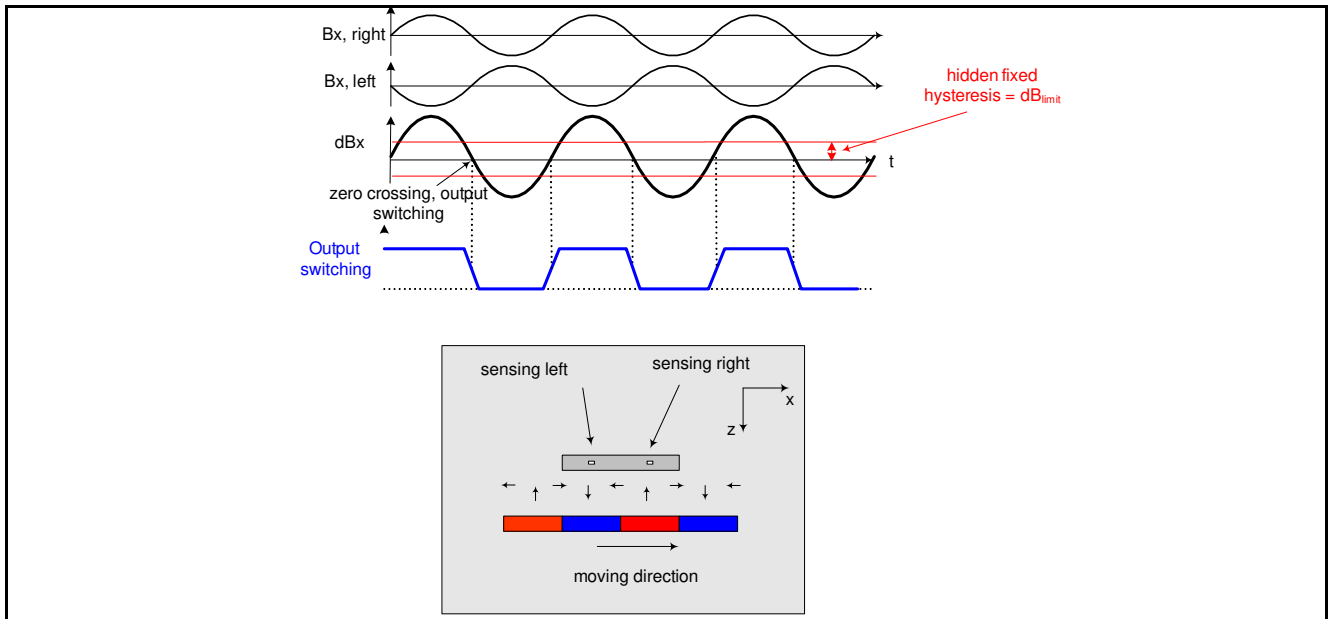 Bx, right
Bx, left
hidden fixed
hysteresis = dBlimit
dBx
t
zero crossing, output
switching
Output
switching
sensing left
sensing right
x
z
moving direction